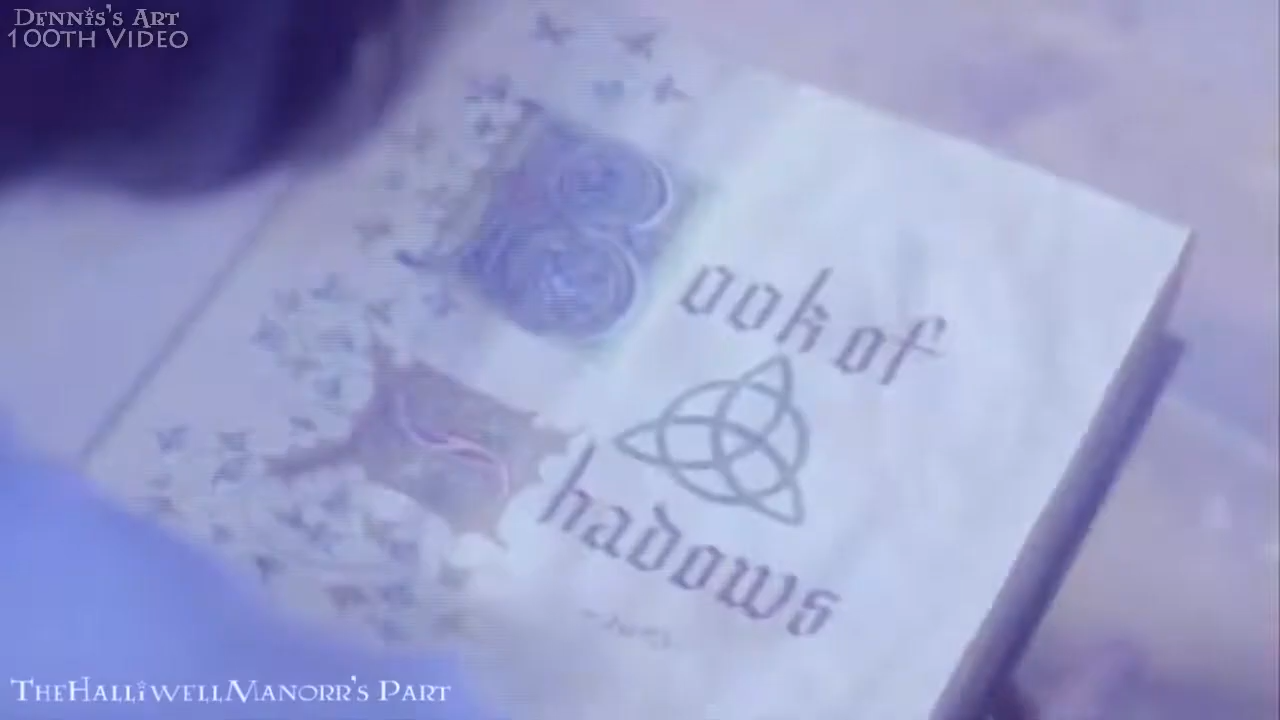 Dennis's Art
100th Video
Book of
Shadows
TheHalliwellManorr's Part